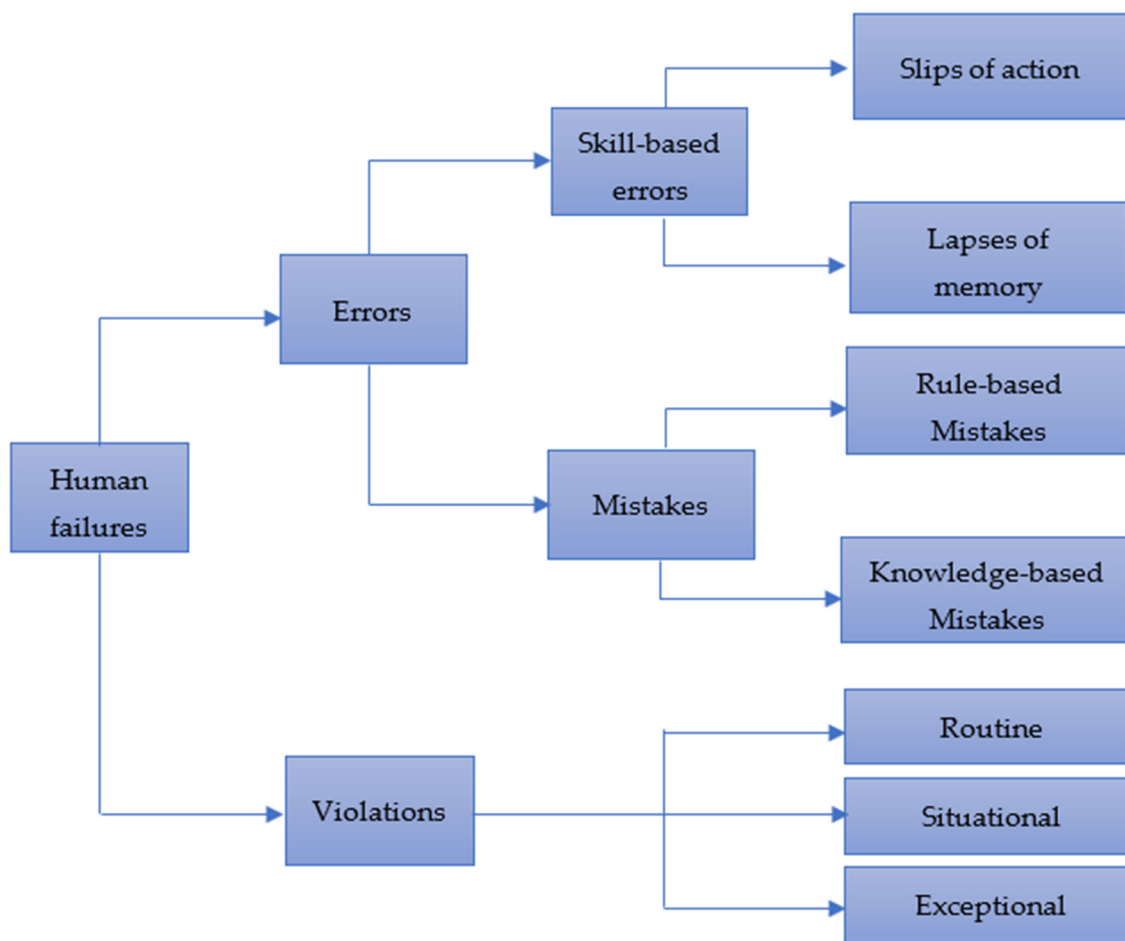 Slips of action
Skill-based
errors
Lapses of
memory
Errors
Rule-based
Mistakes
Human
failures
Mistakes
Knowledge-based
Mistakes
Routine
Violations
Situational
Exceptional